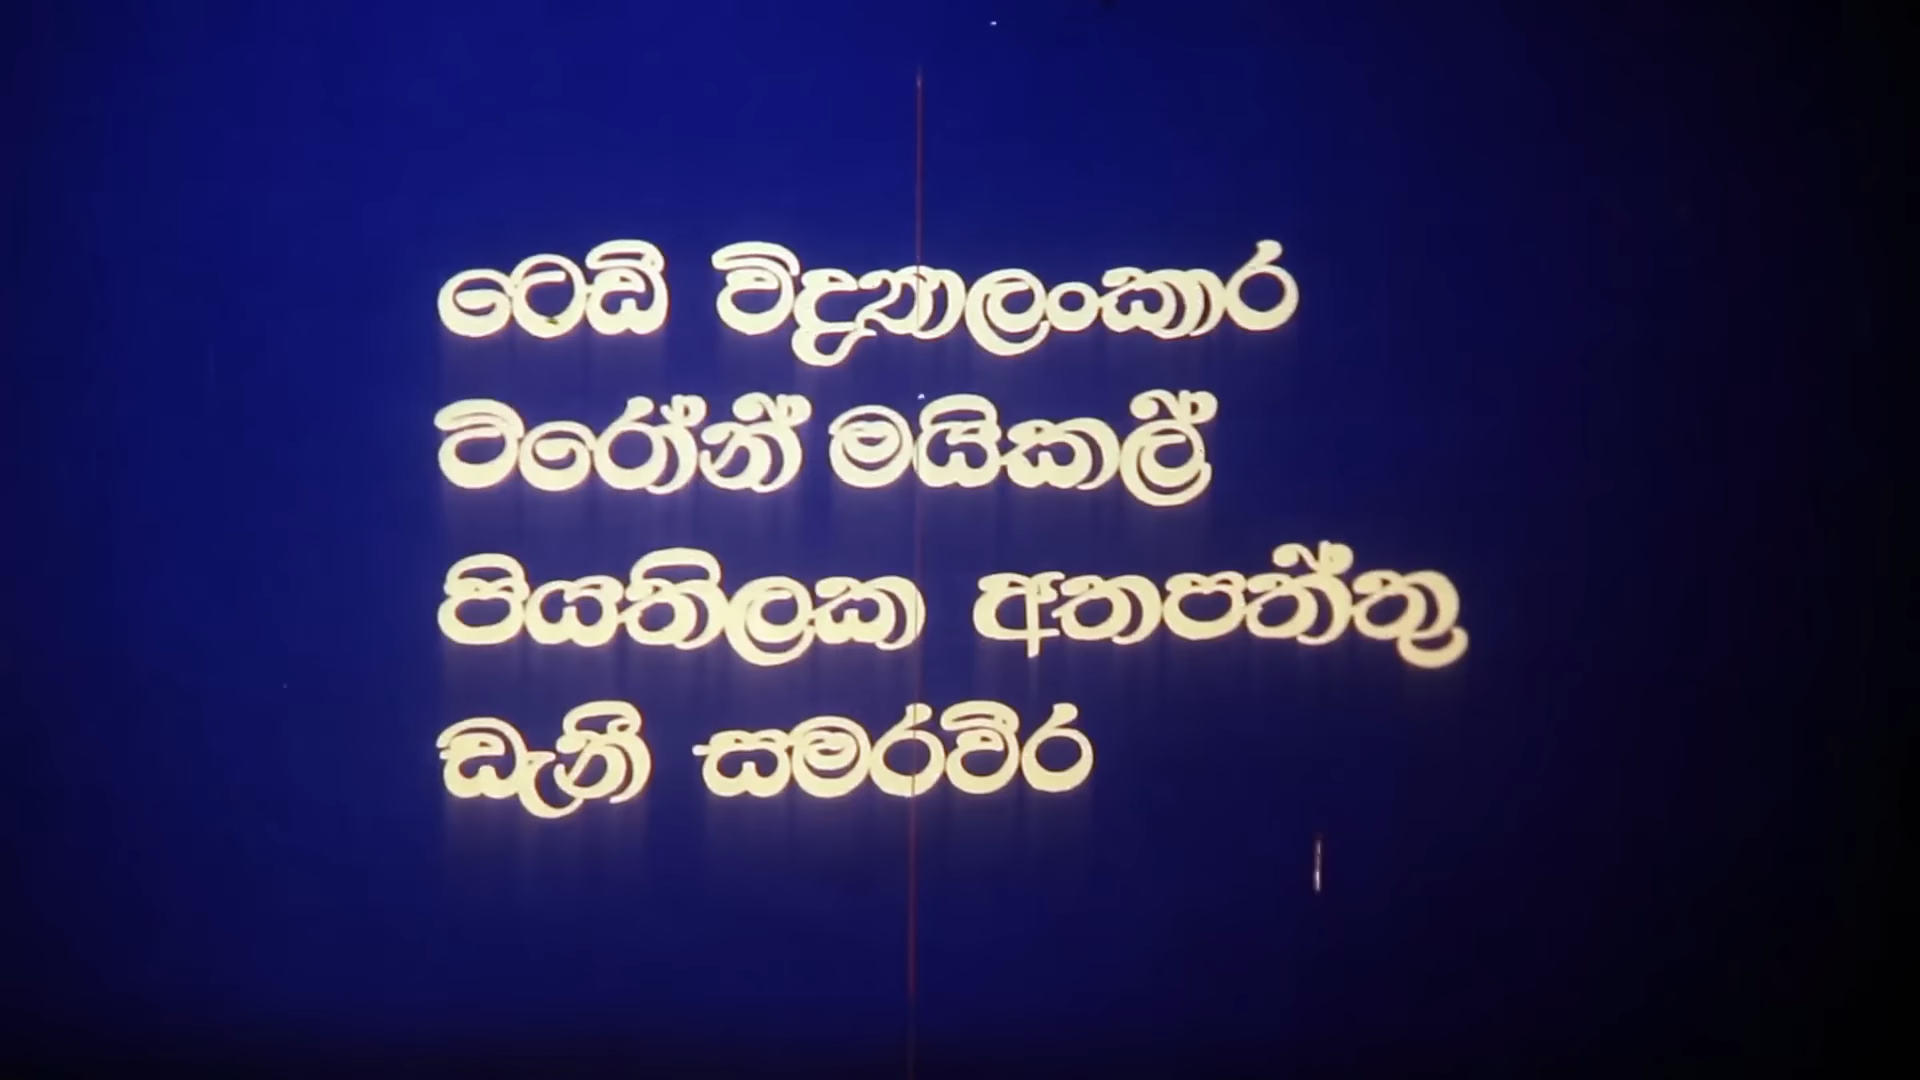 ටෙඩී විද්‍යාලංකාර
ටිරෝන් මයිකල්
පියතිලක අතපත්තු
ඩැනී සමරවීර